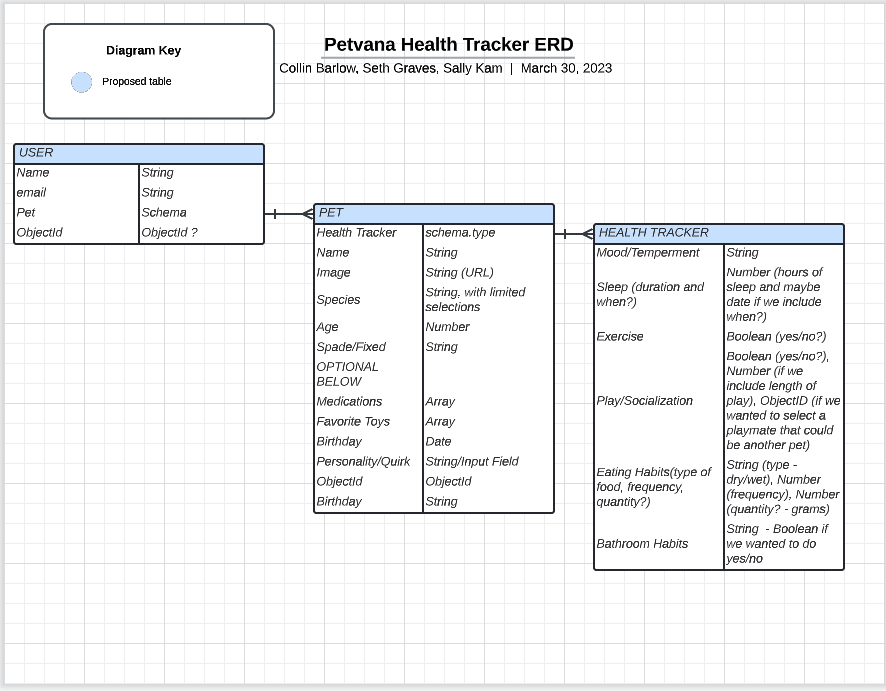 Diagram Key
Proposed table
Petvana Health Tracker ERD
Collin Barlow, Seth Graves, Sally Kam | March 30, 2023
USER
Name String
email String
Pet Schema
ObjectId ObjectId ?
PET
Health Tracker schema.type
Name String
Image String (URL)
Species
String, with limited
selections
Age Number
Spade/Fixed String
OPTIONAL
BELOW
Medications Array
Favorite Toys Array
Birthday Date
Personality/Quirk String/Input Field
ObjectId ObjectId
Birthday String
HEALTH TRACKER
Mood/Temperment String
Sleep (duration and
when?)
Number (hours of
sleep and maybe
date if we include
when?)
Exercise Boolean (yes/no?)
Play/Socialization
Boolean (yes/no?),
Number (if we
include length of
play), ObjectID (if we
wanted to select a
playmate that could
be another pet)
Eating Habits(type of
food, frequency,
quantity?)
String (type -
dry/wet), Number
(frequency), Number
(quantity? - grams)
Bathroom Habits
String - Boolean if
we wanted to do
yes/no